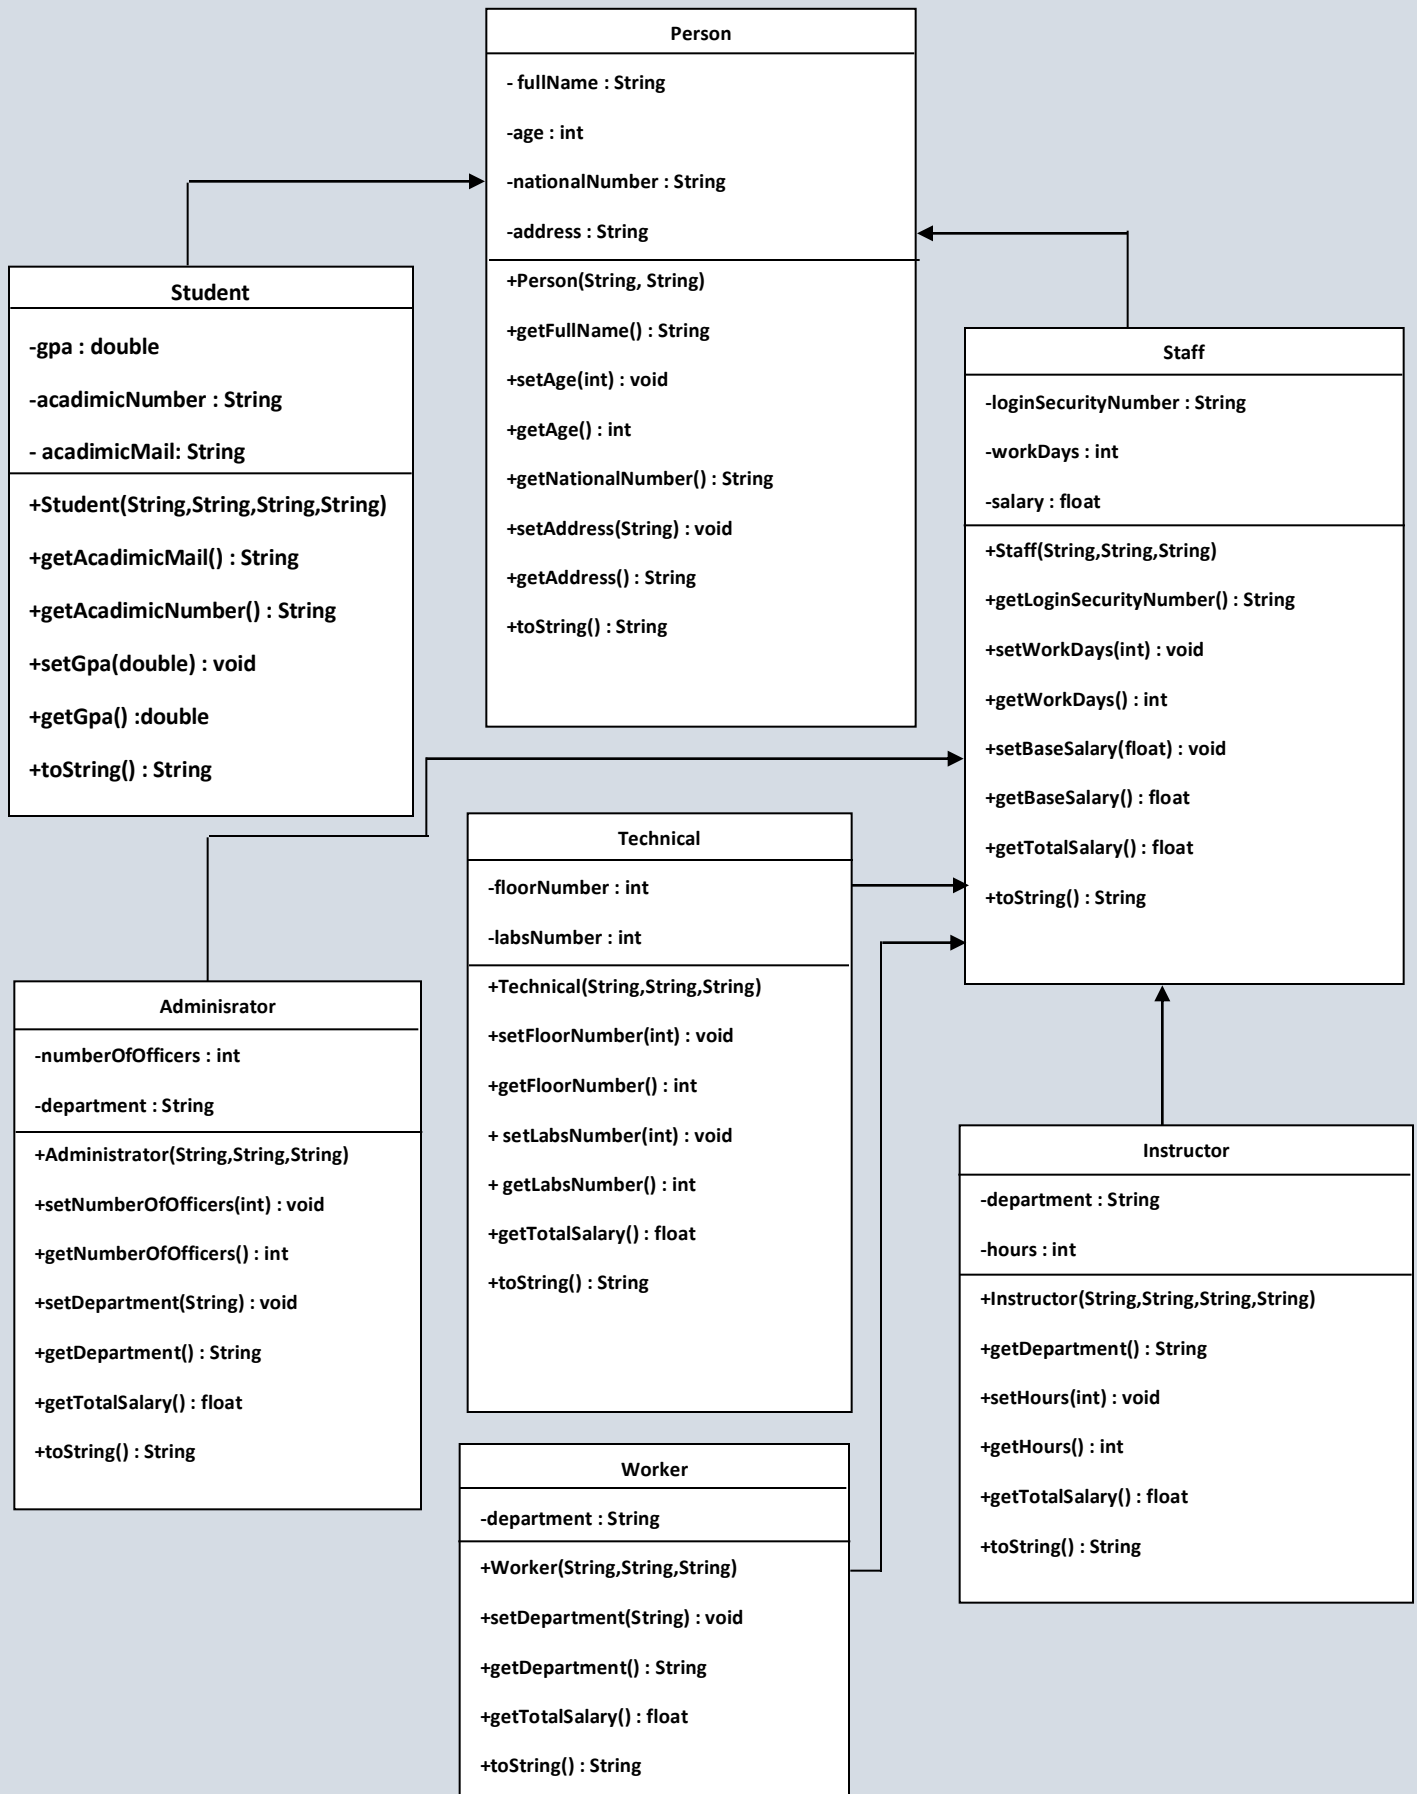 Person
- fullName : String
-age : int
-nationalNumber : String
-address : String
+Person(String, String)
+getFullName() : String
+setAge(int) : void
+getAge() : int
+getNationalNumber() : String
+setAddress(String) : void
+getAddress() : String
+toString() : String
Student
-gpa : double
-acadimicNumber : String
- acadimicMail: String
+Student(String,String,String,String)
+getAcadimicMail() : String
+getAcadimicNumber() : String
+setGpa(double) : void
+getGpa() :double
+toString() : String
Staff
-loginSecurityNumber : String
-workDays : int
-salary : float
+Staff(String,String,String)
+getLoginSecurityNumber() : String
+setWorkDays(int) : void
+getWorkDays() : int
+setBaseSalary(float) : void
+getBaseSalary() : float
+getTotalSalary() : float
+toString() : String
Technical
-floorNumber : int
-labsNumber : int
+Technical(String,String,String)
+setFloorNumber(int) : void
+getFloorNumber() : int
+ setLabsNumber(int) : void
+ getLabsNumber() : int
+getTotalSalary() : float
+toString() : String
Adminisrator
-numberOfOfficers : int
-department : String
+Administrator(String,String,String)
+setNumberOfOfficers(int) : void
+getNumberOfOfficers() : int
+setDepartment(String) : void
+getDepartment() : String
+getTotalSalary() : float
+toString() : String
Instructor
-department : String
-hours : int
+Instructor(String,String,String,String)
+getDepartment() : String
+setHours(int) : void
+getHours() : int
+getTotalSalary() : float
+toString() : String
Worker
-department : String
+Worker(String,String,String)
+setDepartment(String) : void
+getDepartment() : String
+getTotalSalary() : float
+toString() : String